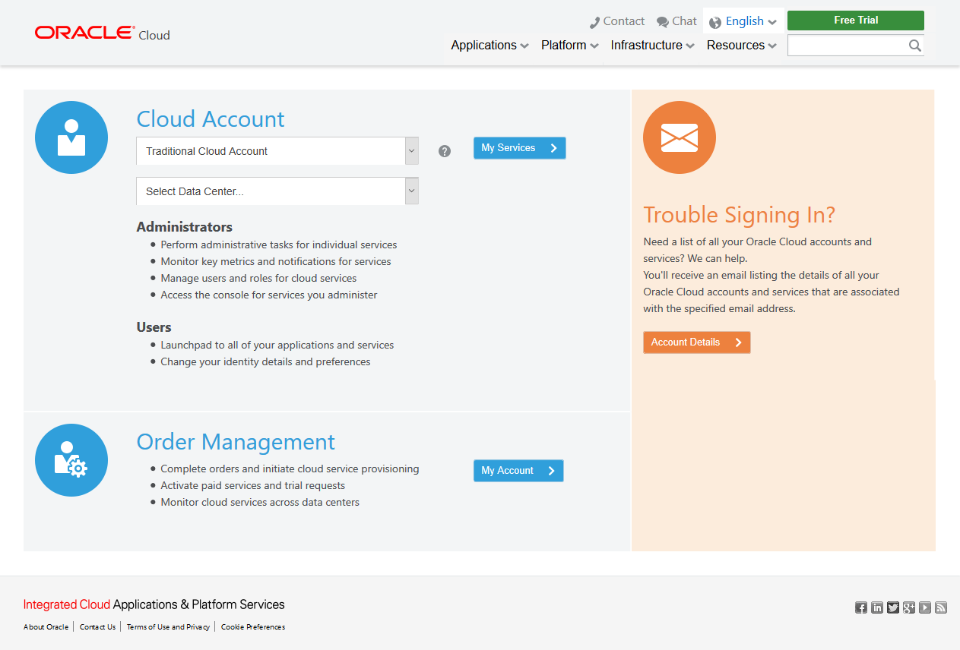 ORACLE Cloud
Contact Chat English Free Trial
Applications Platform Infrastructure Resources
Cloud Account
Traditional Cloud Account ? My Services
Select Data Center...
Administrators
Perform administrative tasks for individual services
Monitor key metrics and notifications for services
Manage users and roles for cloud services
Access the console for services you administer
Users
Launchpad to all of your applications and services
Change your identity details and preferences
Order Management
Complete orders and initiate cloud service provisioning
Activate paid services and trial requests
Monitor cloud services across data centers
My Account
Trouble Signing In?
Need a list of all your Oracle Cloud accounts and
services? We can help.
You'll receive an email listing the details of all your
Oracle Cloud accounts and services that are associated
with the specified email address.
Account Details
Integrated Cloud Applications & Platform Services
About Oracle | Contact Us | Terms of Use and Privacy | Cookie Preferences